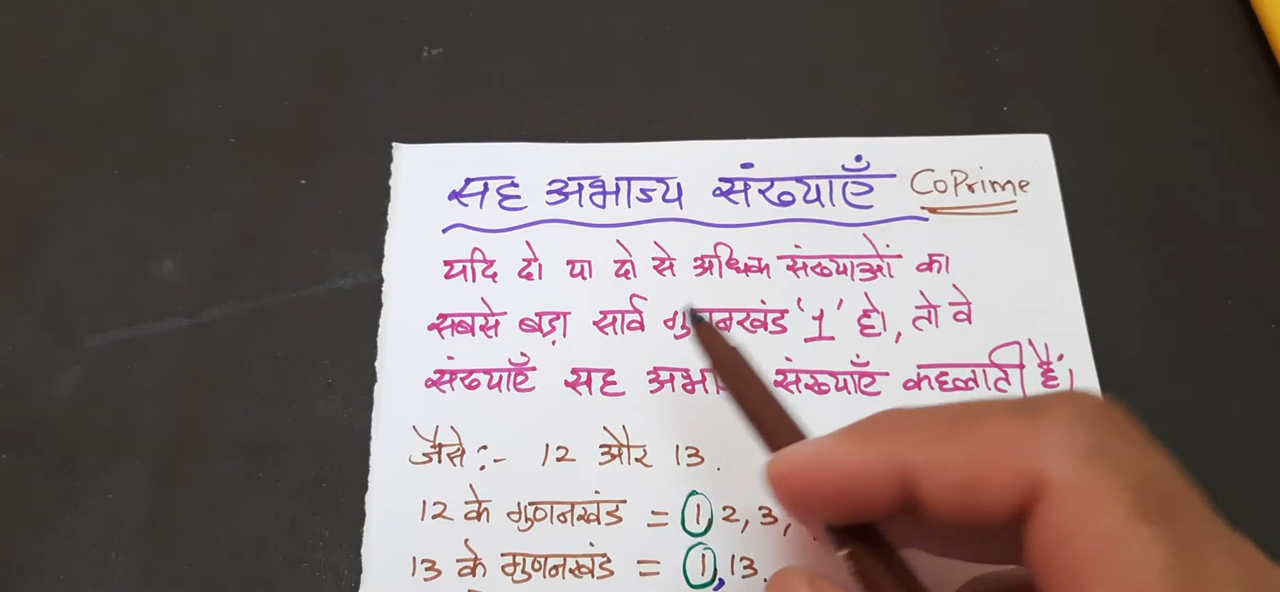 सह अभाज्य संख्याएँ CoPrime
यदि दो या दो से अधिक संख्याओं का
सबसे बड़ा सार्व गुणनखंड '1' हो, तो वे
संख्याएँ सह संख्याएँ कहलाती हैं।
जैसे:- 12 और 13.
12 के गुणनखंड = 1, 2, 3,
13 के गुणनखंड = 1, 13.